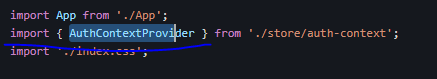 import App from './App';
import { AuthContextProvider } from './store/auth-context';
import './index.css';